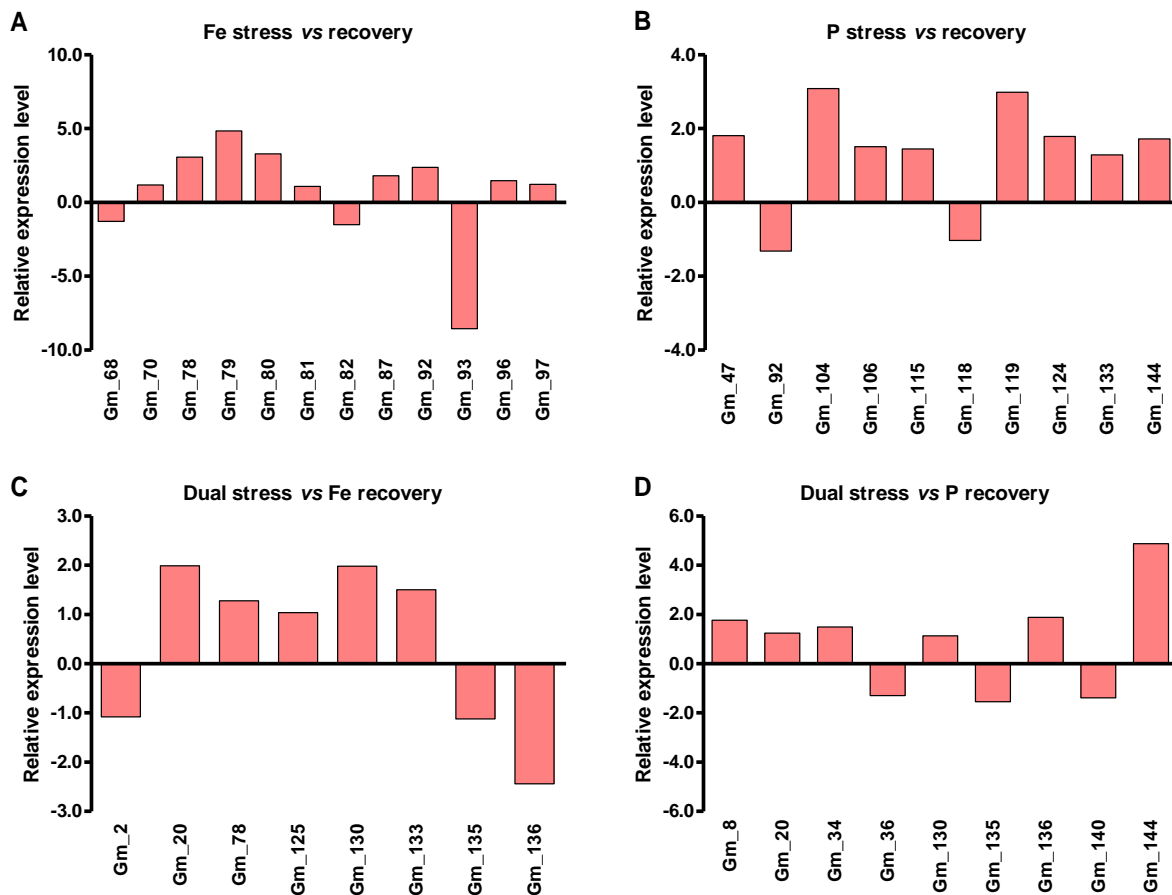 A
Fe stress vs recovery
Relative expression level
10.0
5.0
0.0
-5.0
-10.0
Gm_68
Gm_70
Gm_78
Gm_79
Gm_80
Gm_81
Gm_82
Gm_87
Gm_92
Gm_93
Gm_96
Gm_97
B
P stress vs recovery
Relative expression level
4.0
2.0
0.0
-2.0
-4.0
Gm_47
Gm_92
Gm_104
Gm_106
Gm_115
Gm_118
Gm_119
Gm_124
Gm_133
Gm_144
C
Dual stress vs Fe recovery
Relative expression level
3.0
2.0
1.0
0.0
-1.0
-2.0
-3.0
Gm_2
Gm_20
Gm_78
Gm_125
Gm_130
Gm_133
Gm_135
Gm_136
D
Dual stress vs P recovery
Relative expression level
6.0
4.0
2.0
0.0
-2.0
-4.0
-6.0
Gm_8
Gm_20
Gm_34
Gm_36
Gm_130
Gm_135
Gm_136
Gm_140
Gm_144